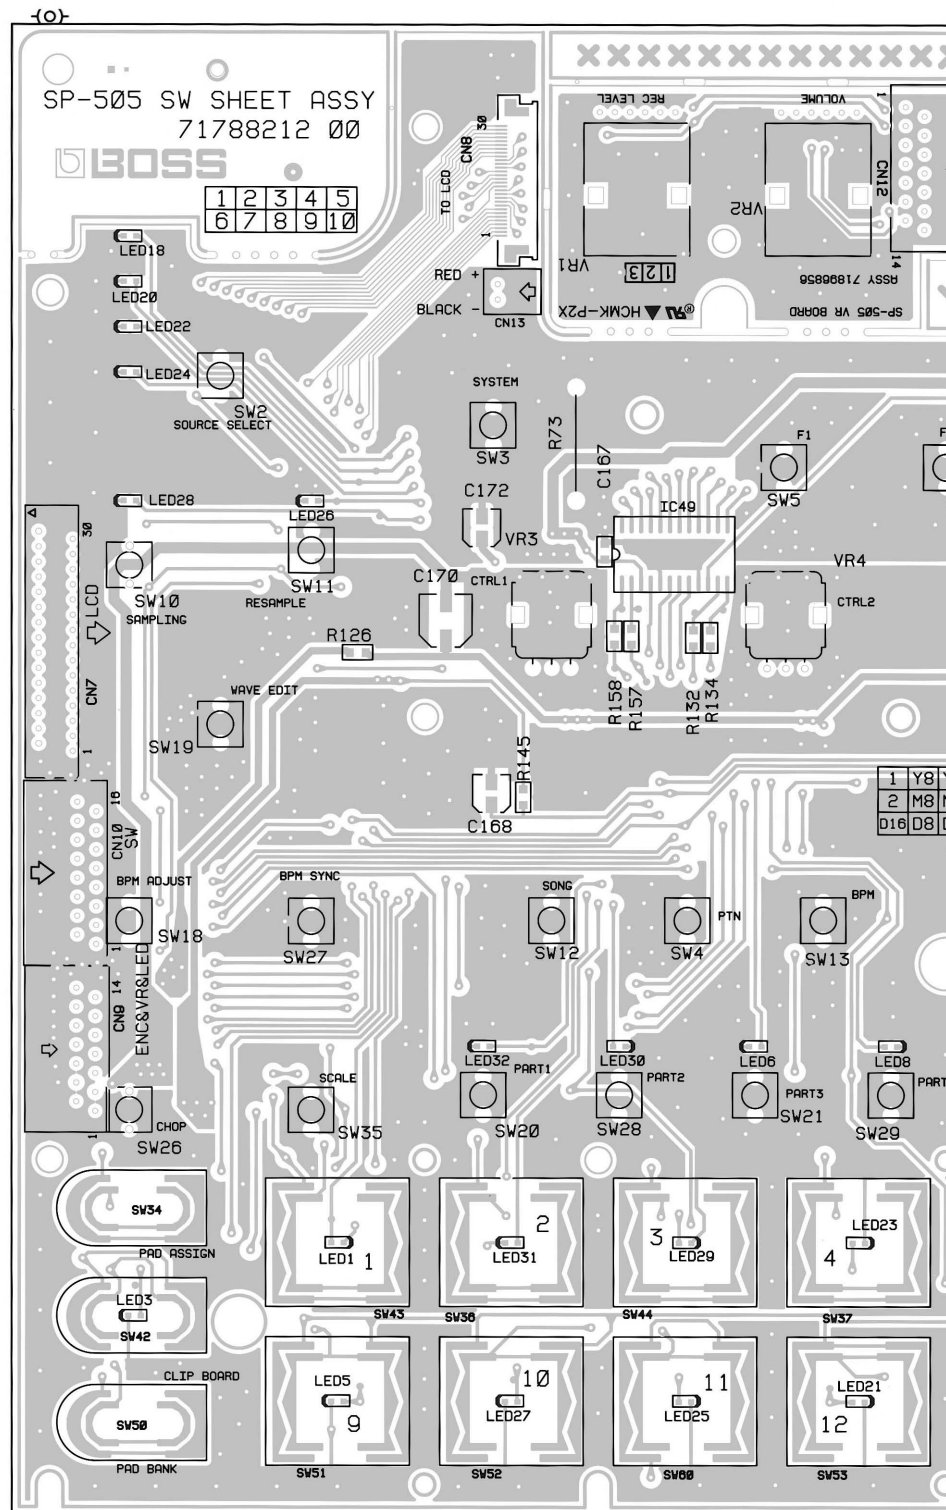 SP-505 SW SHEET ASSY
71788212 00
BOSS
1 2 3 4 5
6 7 8 9 10
LED18
LED20
LED22
LED24
SW2
SOURCE SELECT
TO LCD
CN8
30
1
RED +
BLACK -
CN13
REC LEVEL
VOLUME
VR1
VR2
1 2 3
CN12
1
14
ASSY 71890856
HCMK-P2X
SP-505 VR BOARD
SYSTEM
SW3
R73
C167
F1
SW5
F
LED28
LED26
C172
IC49
VR3
VR4
SW10
SAMPLING
SW11
RESAMPLE
C170
CTRL1
CTRL2
30
LCD
CN7
1
R126
R158
R157
R132
R134
WAVE EDIT
SW19
R145
C168
1 Y8
2 M8
D16 D8
16
CN10
SW
1
BPM ADJUST
SW18
BPM SYNC
SW27
SONG
SW12
PTN
SW4
BPM
SW13
14
CN9
ENC&VR&LED
1
LED32
LED30
LED6
LED8
PART1
SW20
PART2
SW28
PART3
SW21
PART
SW29
CHOP
SW26
SCALE
SW35
SW34
PAD ASSIGN
LED1
1
SW43
LED31
2
SW36
LED29
3
SW44
LED23
4
SW37
LED3
SW42
CLIP BOARD
SW50
PAD BANK
LED5
9
SW51
LED27
10
SW52
LED25
11
SW60
LED21
12
SW53